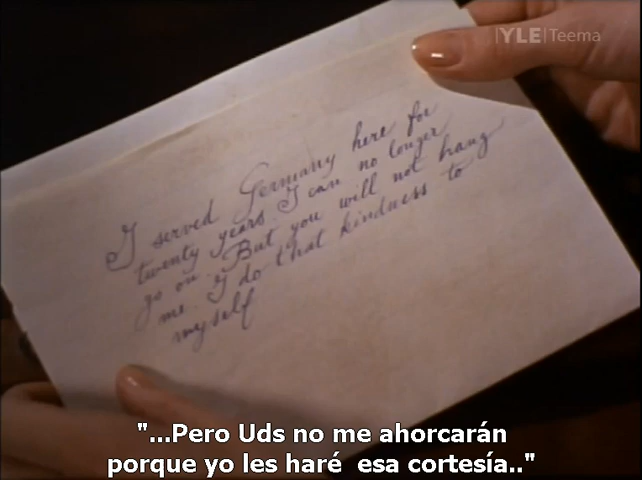 YLE Teema
I served Germany here for
twenty years. I can no longer
go on. But you will not hang
me. I do that kindness to
myself
"...Pero Uds no me ahorcarán
porque yo les haré esa cortesía.."